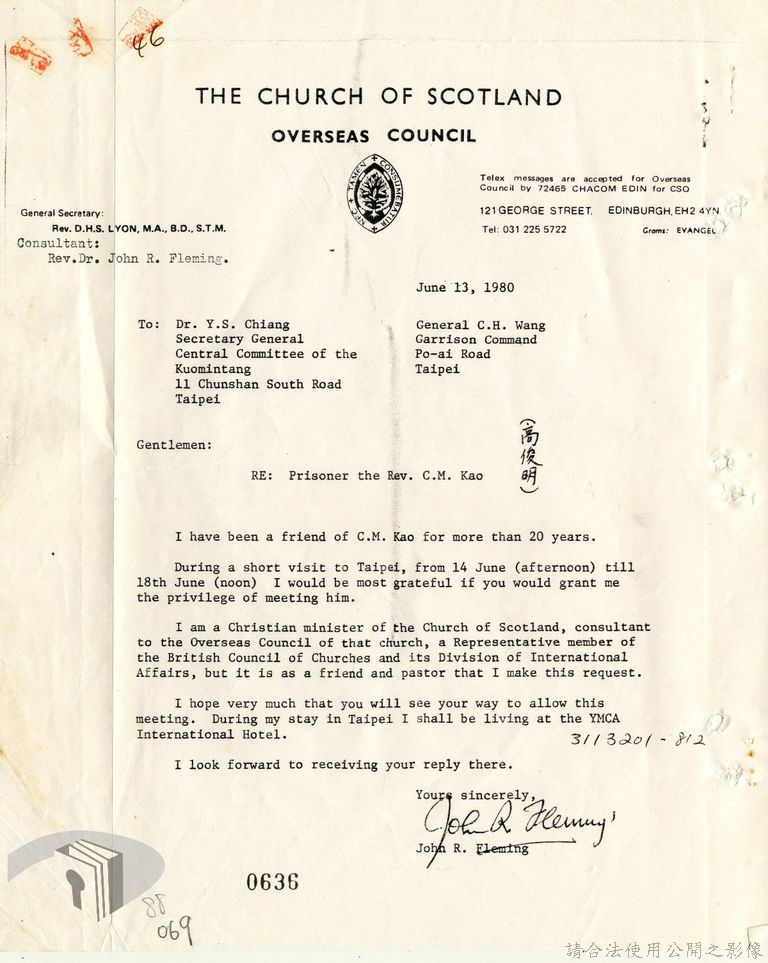 46
THE CHURCH OF SCOTLAND
OVERSEAS COUNCIL
NEC TAMEN CONSUMEBATUR
Telex messages are accepted for Overseas
Council by 72465 CHACOM EDIN for CSO
121 GEORGE STREET, EDINBURGH, EH2 4YN
Tel: 031 225 5722 Grams: EVANGEL
General Secretary:
Rev. D.H.S. LYON, M.A., B.D., S.T.M.
Consultant:
Rev.Dr. John R. Fleming.
June 13, 1980
To: Dr. Y.S. Chiang
Secretary General
Central Committee of the
Kuomintang
11 Chunshan South Road
Taipei
General C.H. Wang
Garrison Command
Po-ai Road
Taipei
Gentlemen:
(高俊明)
RE: Prisoner the Rev. C.M. Kao
I have been a friend of C.M. Kao for more than 20 years.
During a short visit to Taipei, from 14 June (afternoon) till
18th June (noon) I would be most grateful if you would grant me
the privilege of meeting him.
I am a Christian minister of the Church of Scotland, consultant
to the Overseas Council of that church, a Representative member of
the British Council of Churches and its Division of International
Affairs, but it is as a friend and pastor that I make this request.
I hope very much that you will see your way to allow this
meeting. During my stay in Taipei I shall be living at the YMCA
International Hotel.
3113201-812
I look forward to receiving your reply there.
Yours sincerely,
John R Fleming
John R. Fleming
0636
88
069
請合法使用公開之影像